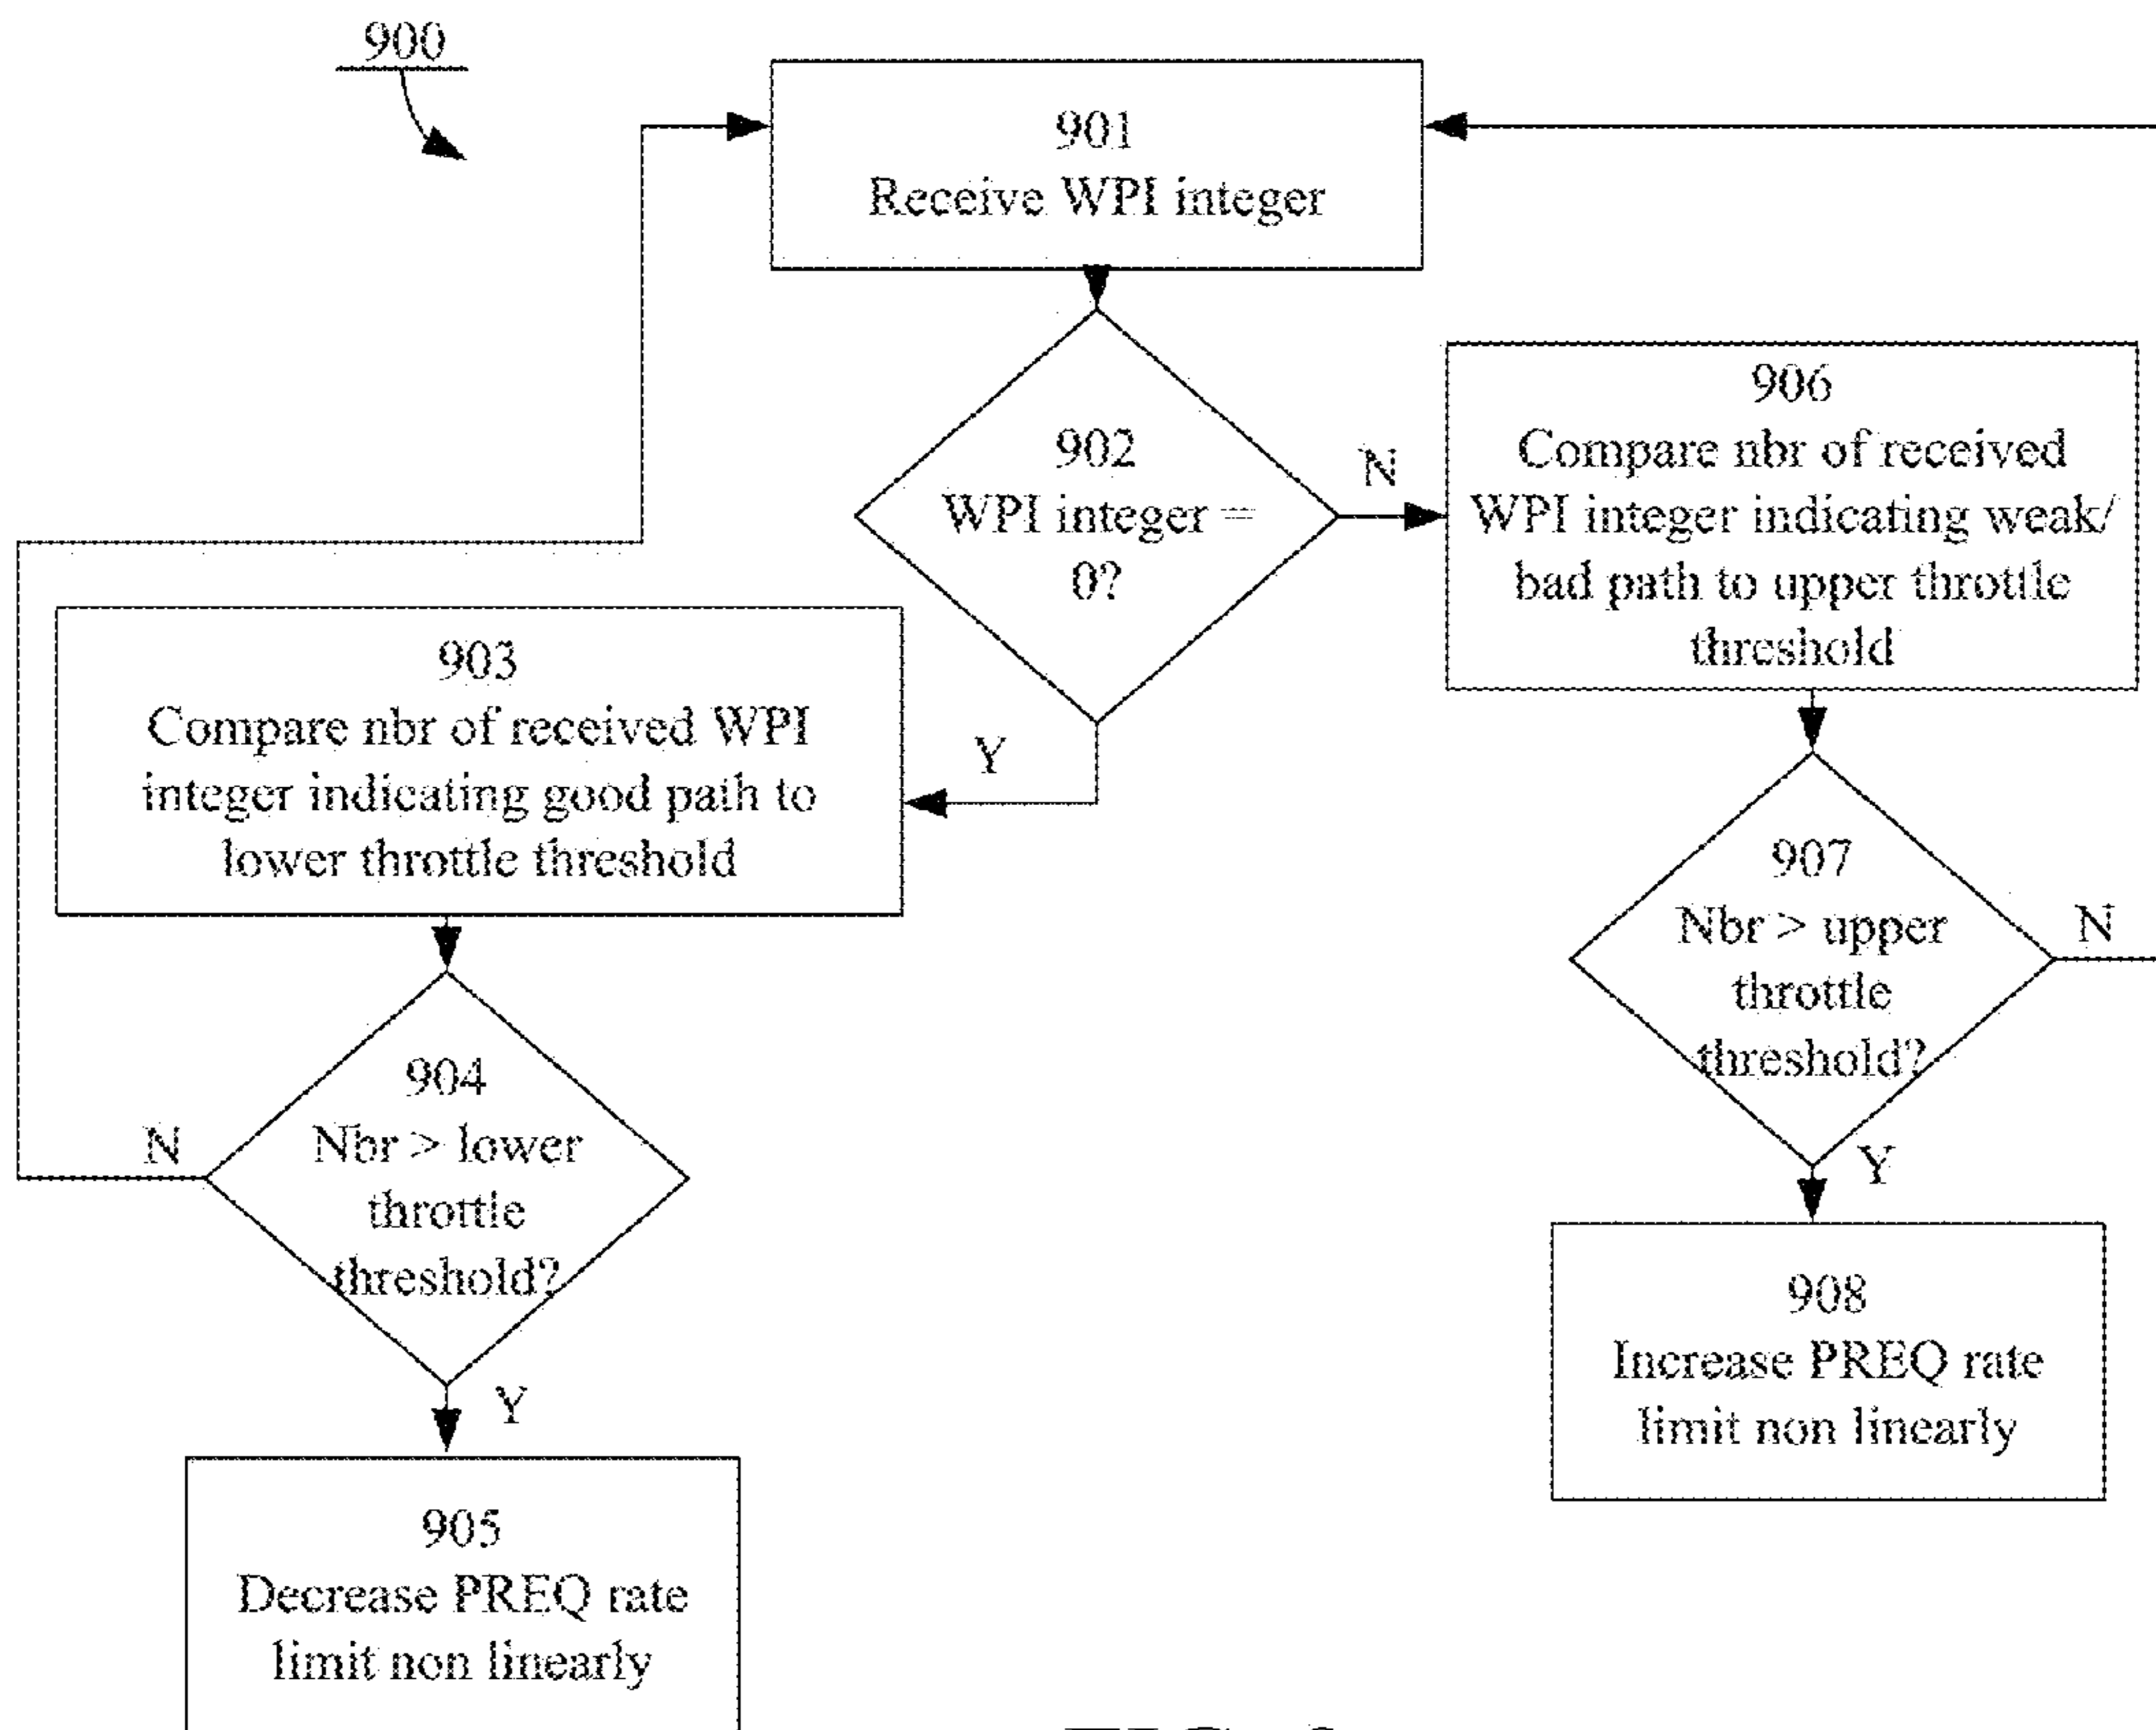 900
901
Receive WPI integer
902
WPI integer =
0?
N
906
Compare nbr of received
WPI integer indicating weak/
bad path to upper throttle
threshold
903
Compare nbr of received WPI
integer indicating good path to
lower throttle threshold
Y
907
Nbr > upper
throttle
threshold?
N
Y
904
Nbr > lower
throttle
threshold?
N
Y
908
Increase PREQ rate
limit non linearly
905
Decrease PREQ rate
limit non linearly